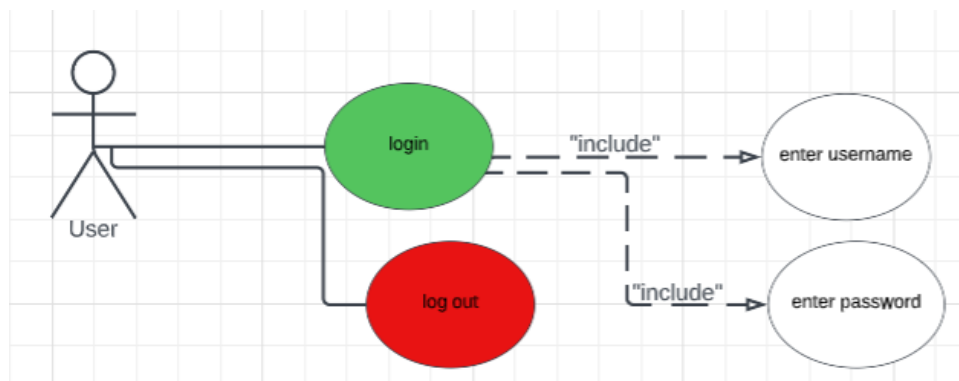 login
"include"
enter username
User
"include"
log out
enter password